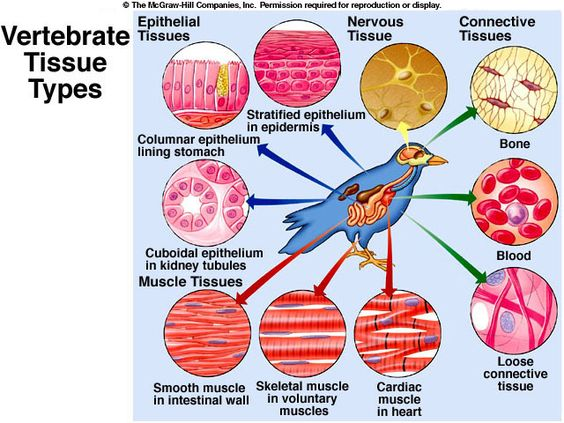 © The McGraw-Hill Companies, Inc. Permission required for reproduction or display.
Vertebrate
Tissue
Types
Epithelial
Tissues
Nervous
Tissue
Connective
Tissues
Stratified epithelium
in epidermis
Columnar epithelium
lining stomach
Bone
Cuboidal epithelium
in kidney tubules
Blood
Muscle Tissues
Loose
connective
tissue
Smooth muscle
in intestinal wall
Skeletal muscle
in voluntary
muscles
Cardiac
muscle
in heart